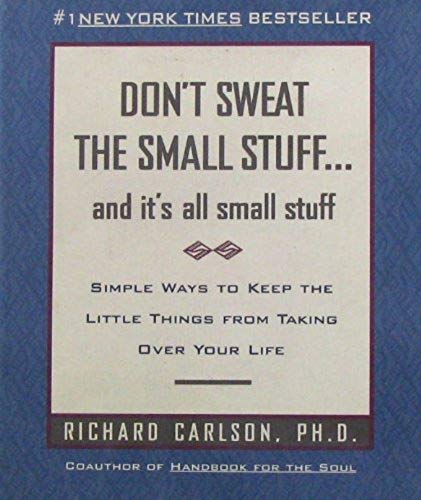 #1 NEW YORK TIMES BESTSELLER
DON'T SWEAT
THE SMALL STUFF...
and it's all small stuff
SIMPLE WAYS TO KEEP THE
LITTLE THINGS FROM TAKING
OVER YOUR LIFE
RICHARD CARLSON, PH.D.
COAUTHOR OF HANDBOOK FOR THE SOUL